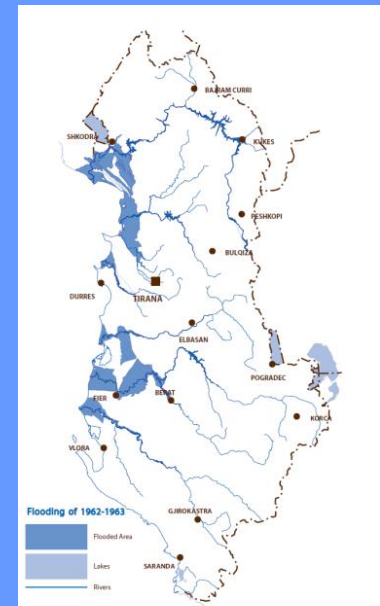 BAJRAM CURRI
SHKODRA
KUKES
PESHKOPI
BULQIZA
DURRES
TIRANA
ELBASAN
POGRADEC
FIER
BERAT
KORCA
VLORA
Flooding of 1962-1963
GJIROKASTRA
Flooded Area
SARANDA
Lakes
Rivers